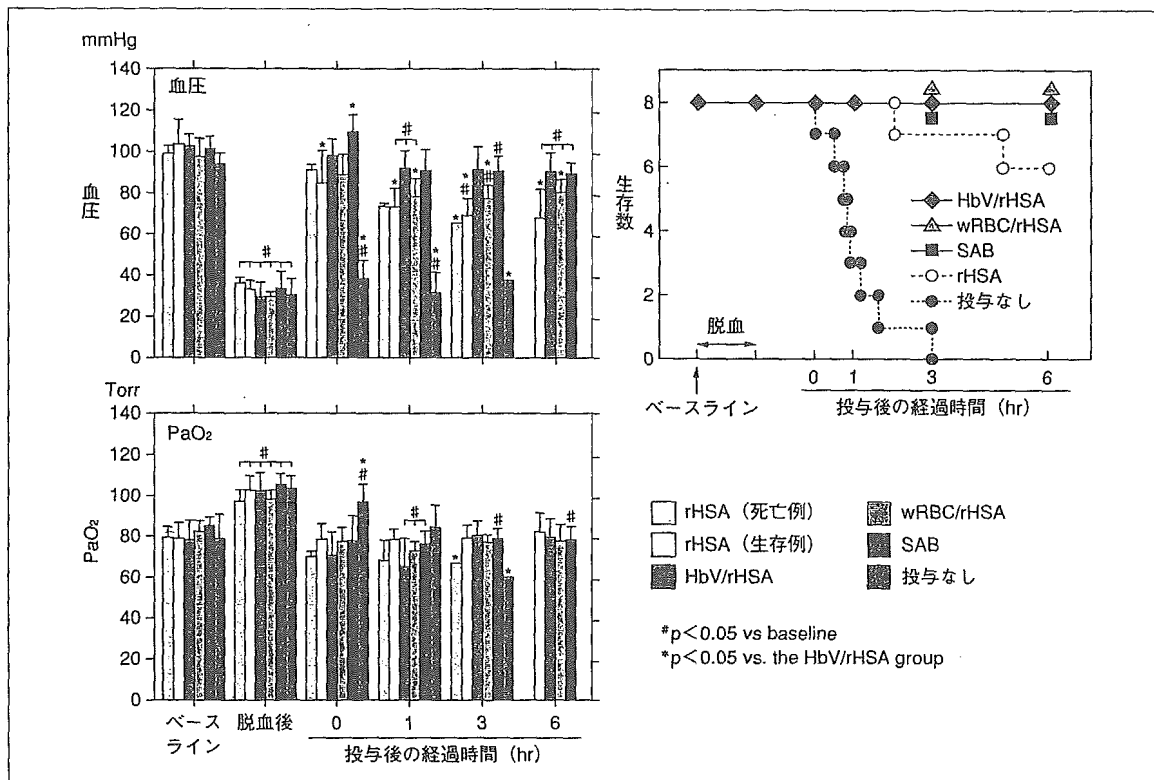 mmHg
140
120
100
80
60
40
20
0
血圧
血圧
Torr
140
120
100
80
60
40
20
0
PaO₂
PaO₂
ベースライン
脱血後
0
1
3
6
投与後の経過時間（hr）
8
6
4
2
0
生存数
HbV/rHSA
wRBC/rHSA
SAB
rHSA
投与なし
脱血
ベースライン
0
1
3
6
投与後の経過時間（hr）
rHSA（死亡例）
rHSA（生存例）
HbV/rHSA
wRBC/rHSA
SAB
投与なし
#p＜0.05 vs baseline
*p＜0.05 vs. the HbV/rHSA group